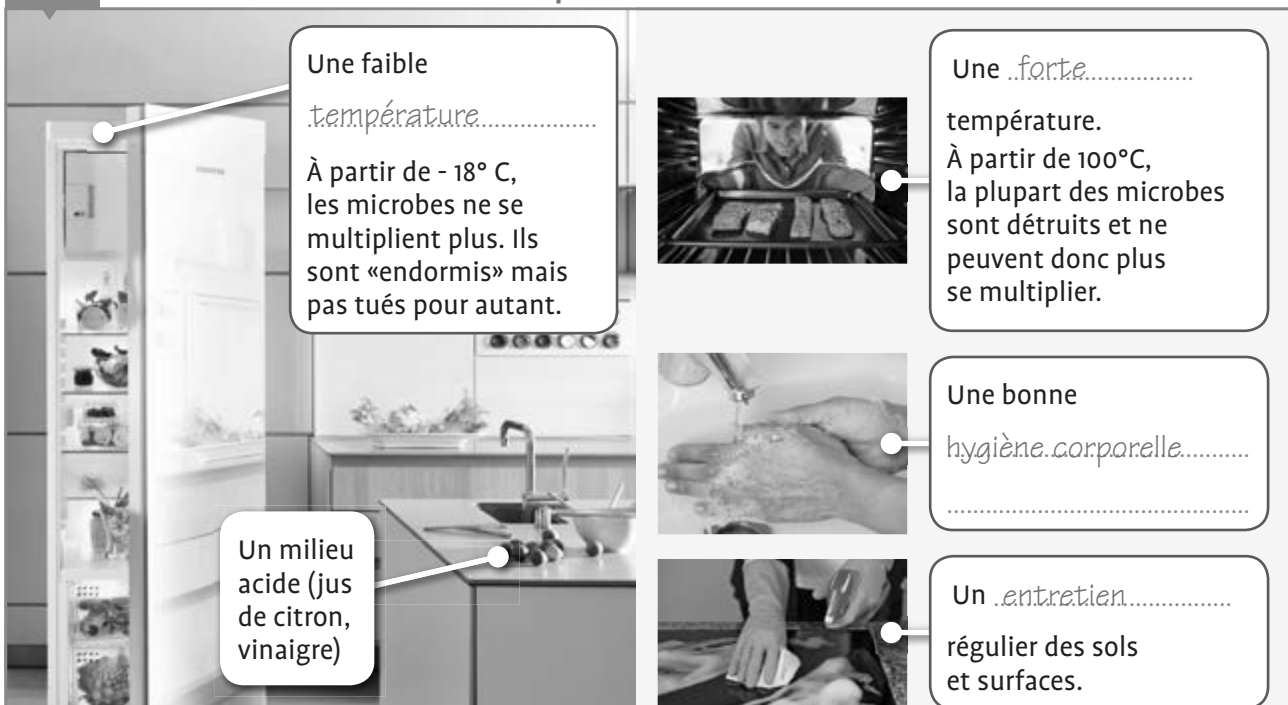 Une faible
température
À partir de - 18° C,
les microbes ne se
multiplient plus. Ils
sont «endormis» mais
pas tués pour autant.
Un milieu
acide (jus
de citron,
vinaigre)
Une forte
température.
À partir de 100°C,
la plupart des microbes
sont détruits et ne
peuvent donc plus
se multiplier.
Une bonne
hygiène corporelle
Un entretien
régulier des sols
et surfaces.